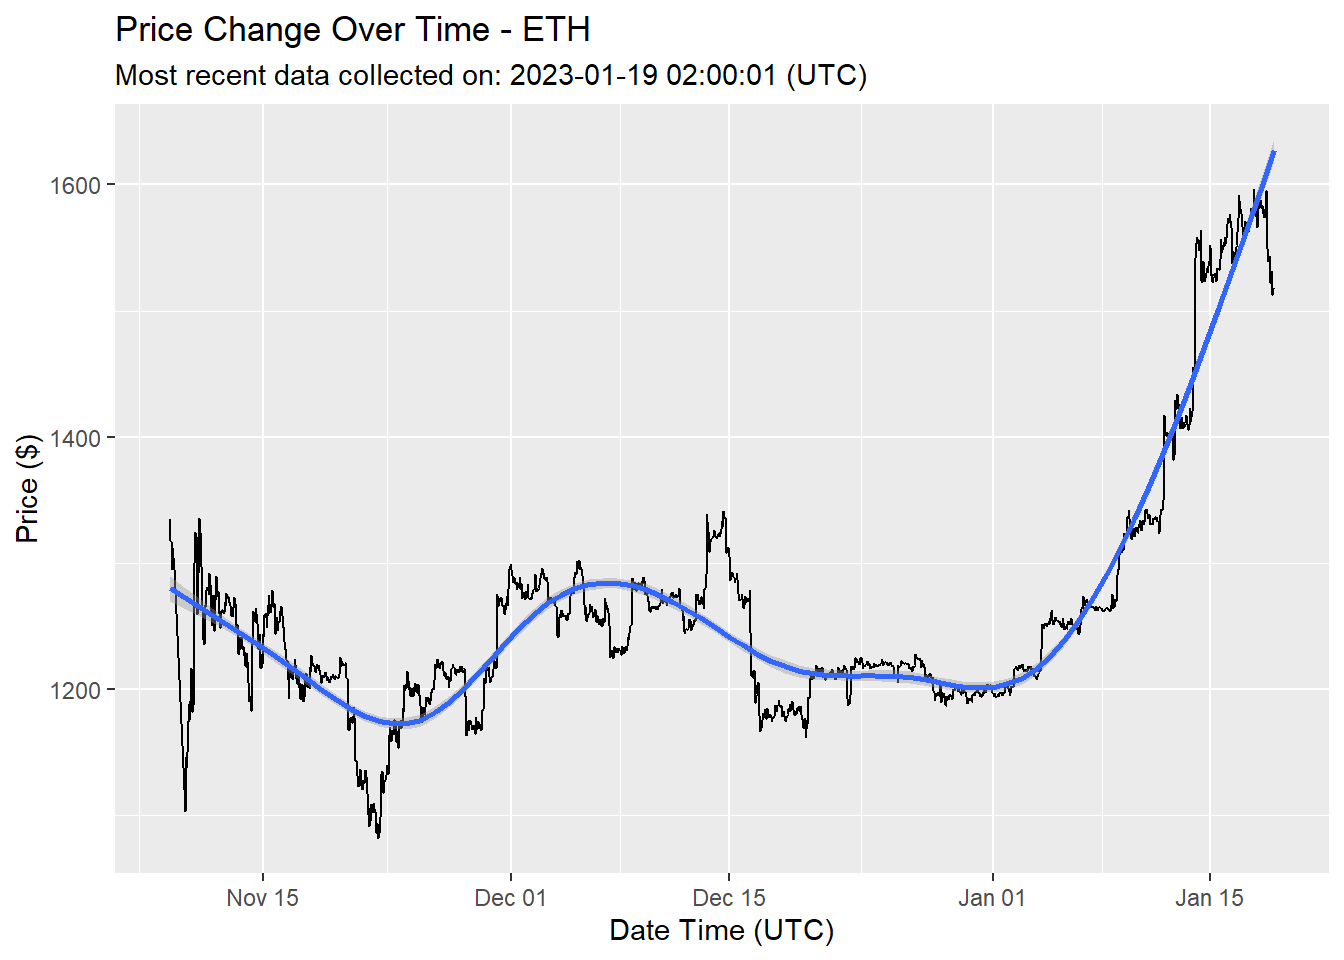 Price Change Over Time - ETH
Most recent data collected on: 2023-01-19 02:00:01 (UTC)
1600
1400
1200
Price ($)
Nov 15
Dec 01
Dec 15
Jan 01
Jan 15
Date Time (UTC)